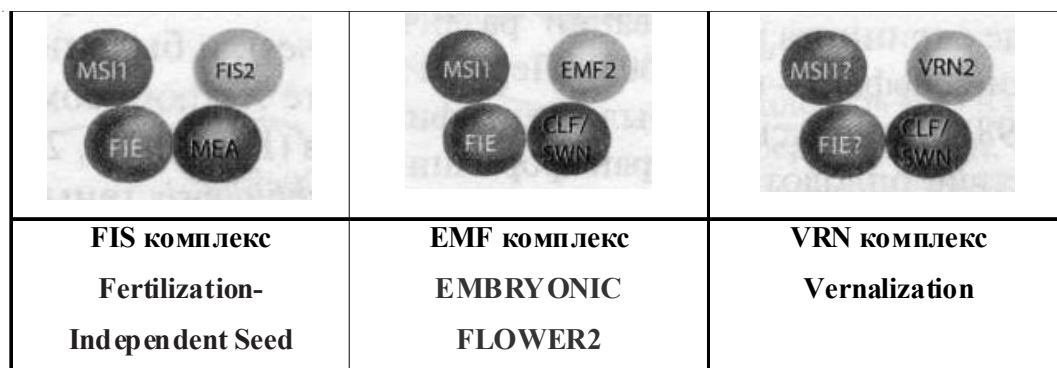 MSI1 FIS2
FIE MEA
MSI1 EMF2
FIE CLF/
SWN
MSI1? VRN2
FIE? CLF/
SWN
FIS комплекс
Fertilization-
Independent Seed
EMF комплекс
EMBRYONIC
FLOWER2
VRN комплекс
Vernalization